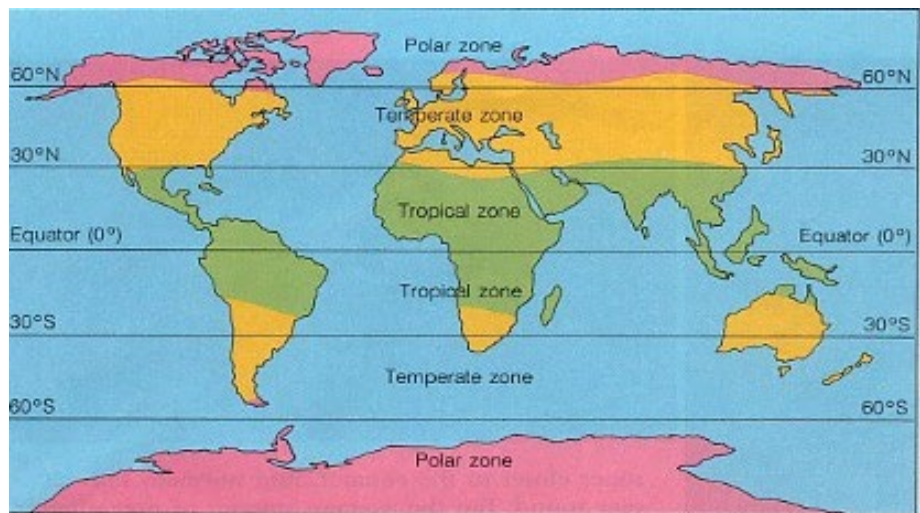 Polar zone
60°N 60°N
Temperate zone
30°N 30°N
Tropical zone
Equator (0°) Equator (0°)
Tropical zone
30°S 30°S
Temperate zone
60°S 60°S
Polar zone